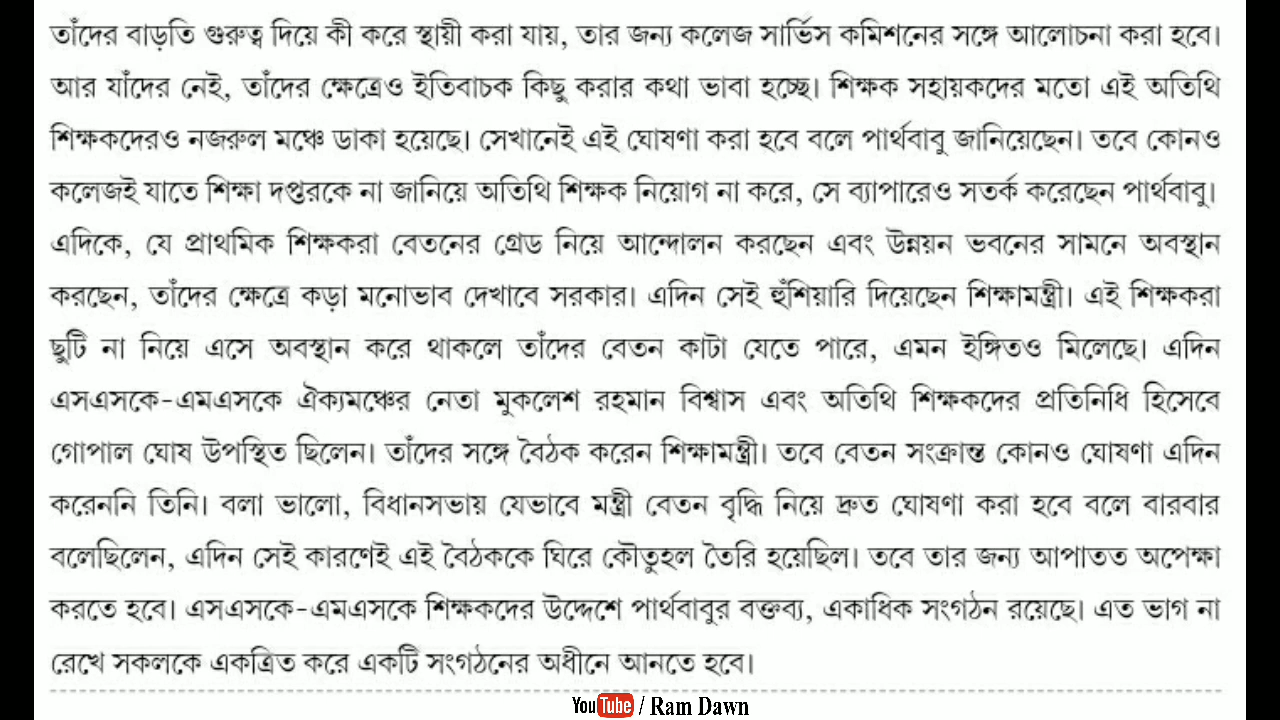 তাঁদের বাড়তি গুরুত্ব দিয়ে কী করে স্থায়ী করা যায়, তার জন্য কলেজ সার্ভিস কমিশনের সঙ্গে আলোচনা করা হবে।
আর যাঁদের নেই, তাঁদের ক্ষেত্রেও ইতিবাচক কিছু করার কথা ভাবা হচ্ছে। শিক্ষক সহায়কদের মতো এই অতিথি
শিক্ষকদেরও নজরুল মঞ্চে ডাকা হয়েছে। সেখানেই এই ঘোষণা করা হবে বলে পার্থবাবু জানিয়েছেন। তবে কোনও
কলেজই যাতে শিক্ষা দপ্তরকে না জানিয়ে অতিথি শিক্ষক নিয়োগ না করে, সে ব্যাপারেও সতর্ক করেছেন পার্থবাবু।
এদিকে, যে প্রাথমিক শিক্ষকরা বেতনের গ্রেড নিয়ে আন্দোলন করছেন এবং উন্নয়ন ভবনের সামনে অবস্থান
করছেন, তাঁদের ক্ষেত্রে কড়া মনোভাব দেখাবে সরকার। এদিন সেই হুঁশিয়ারি দিয়েছেন শিক্ষামন্ত্রী। এই শিক্ষকরা
ছুটি না নিয়ে এসে অবস্থান করে থাকলে তাঁদের বেতন কাটা যেতে পারে, এমন ইঙ্গিতও মিলেছে। এদিন
এসএসকে-এমএসকে ঐক্যমঞ্চের নেতা মুকলেশ রহমান বিশ্বাস এবং অতিথি শিক্ষকদের প্রতিনিধি হিসেবে
গোপাল ঘোষ উপস্থিত ছিলেন। তাঁদের সঙ্গে বৈঠক করেন শিক্ষামন্ত্রী। তবে বেতন সংক্রান্ত কোনও ঘোষণা এদিন
করেননি তিনি। বলা ভালো, বিধানসভায় যেভাবে মন্ত্রী বেতন বৃদ্ধি নিয়ে দ্রুত ঘোষণা করা হবে বলে বারবার
বলেছিলেন, এদিন সেই কারণেই এই বৈঠককে ঘিরে কৌতুহল তৈরি হয়েছিল। তবে তার জন্য আপাতত অপেক্ষা
করতে হবে। এসএসকে-এমএসকে শিক্ষকদের উদ্দেশে পার্থবাবুর বক্তব্য, একাধিক সংগঠন রয়েছে। এত ভাগ না
রেখে সকলকে একত্রিত করে একটি সংগঠনের অধীনে আনতে হবে।
YouTube / Ram Dawn